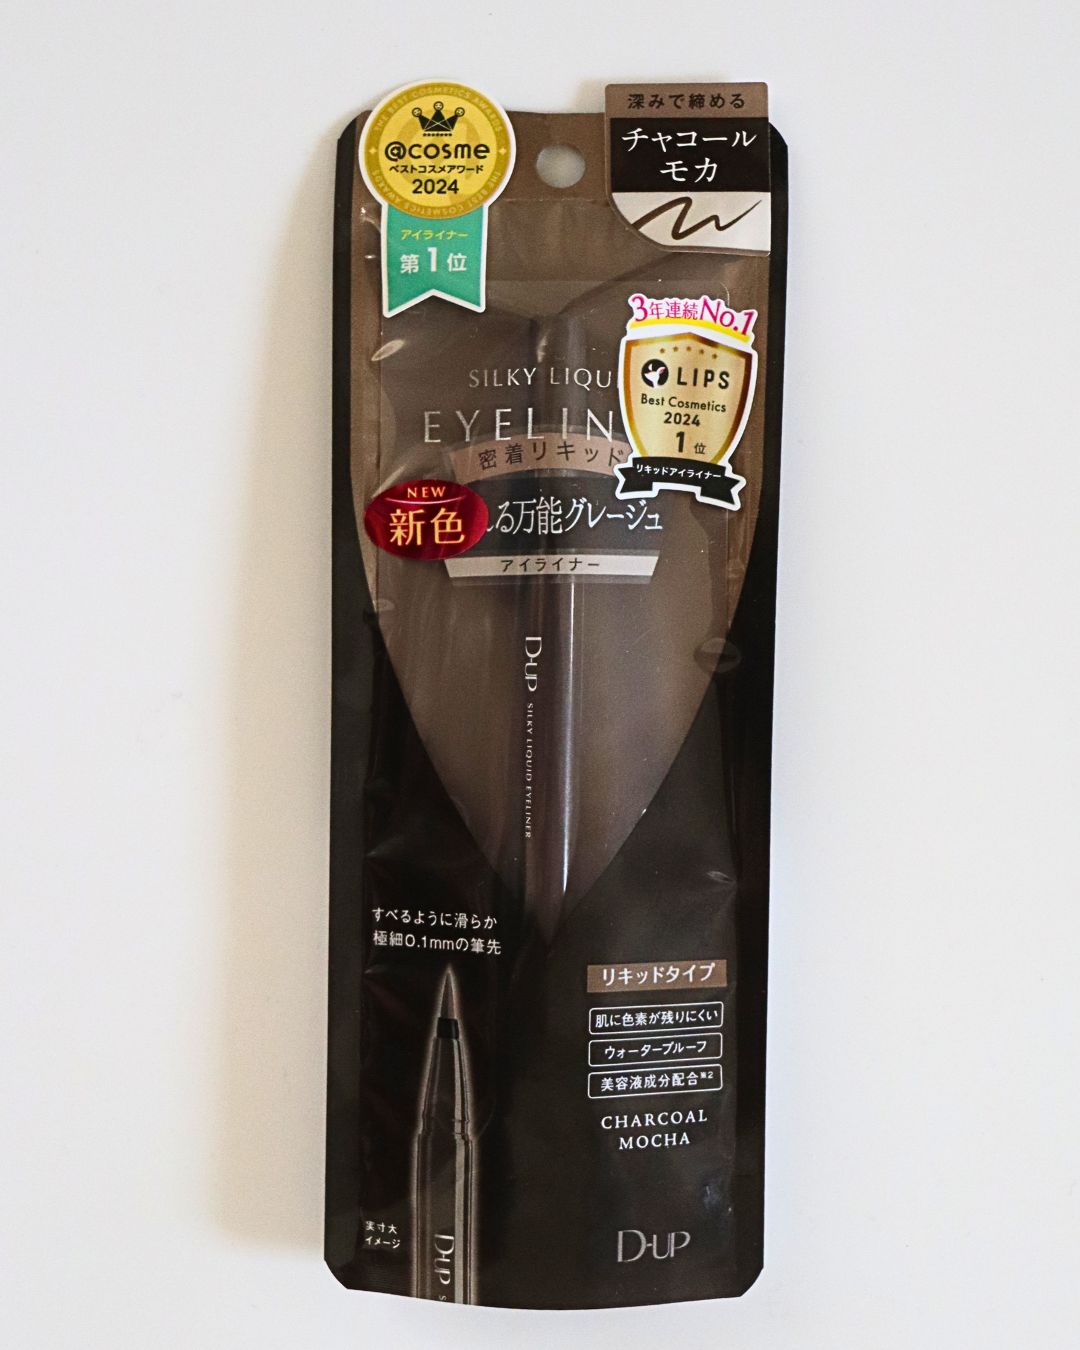 THE BEST COSMETICS AWARDS
@cosme
ベストコスメアワード
2024
THE BEST COSMETICS AWARDS
アイライナー
第1位
深みで締める
チャコール
モカ
3年連続No.1
LIPS
Best Cosmetics
2024
1位
リキッドアイライナー
SILKY LIQUI
EYELIN
密着リキッド
NEW
新色
れる万能グレージュ
アイライナー
D-UP SILKY LIQUID EYELINER
すべるように滑らか
極細0.1mmの筆先
リキッドタイプ
肌に色素が残りにくい
ウォータープルーフ
美容液成分配合※2
CHARCOAL
MOCHA
実寸大
イメージ
D-UP S
D-UP